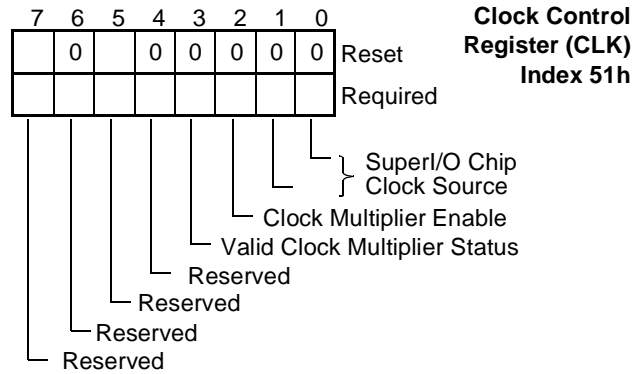 7 6 5 4 3 2 1 0
Clock Control
Register (CLK)
Index 51h
0 0 0 0 0 0 Reset
Required
SuperI/O Chip
Clock Source
Clock Multiplier Enable
Valid Clock Multiplier Status
Reserved
Reserved
Reserved
Reserved